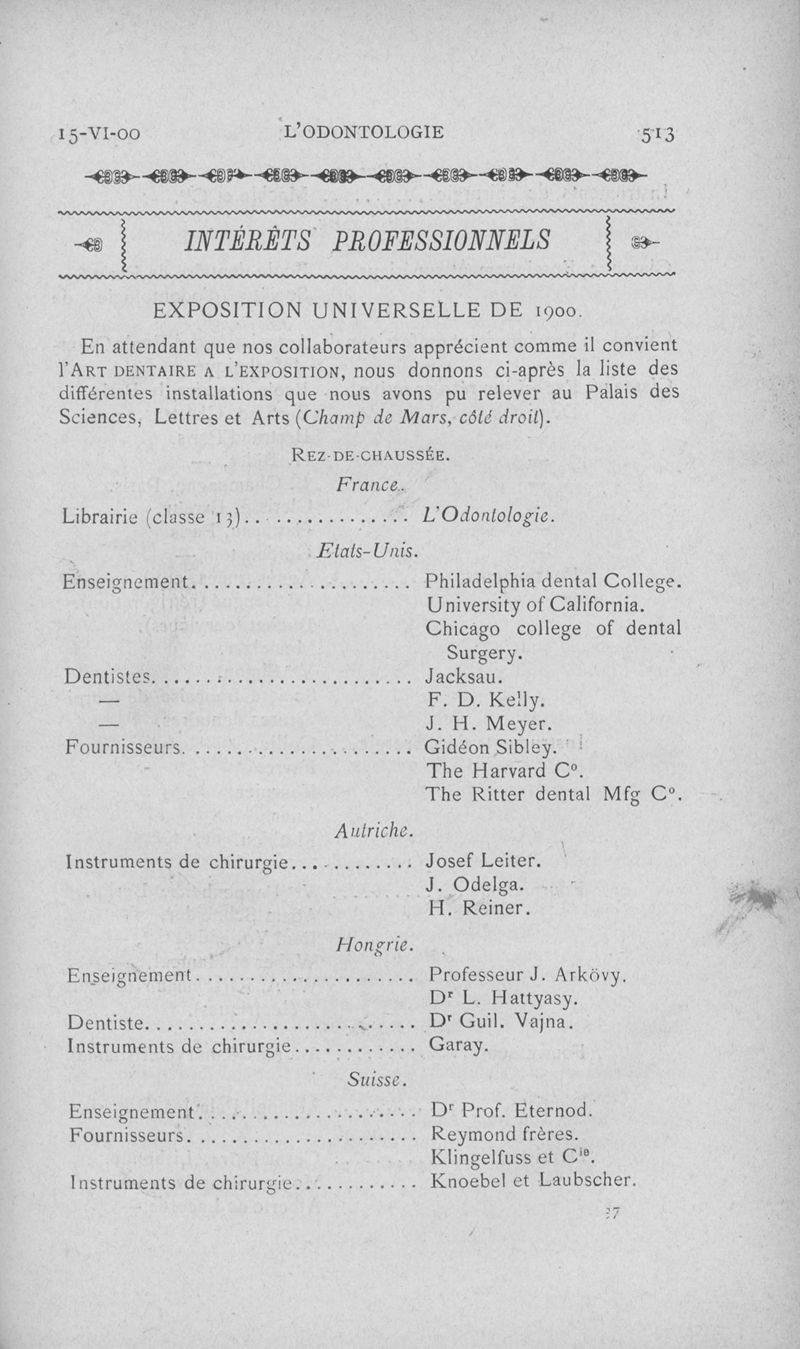 15-VI-00 L'ODONTOLOGIE 513
INTÉRÊTS PROFESSIONNELS
EXPOSITION UNIVERSELLE DE 1900.
En attendant que nos collaborateurs apprécient comme il convient
l'ART DENTAIRE A L'EXPOSITION, nous donnons ci-après la liste des
différentes installations que nous avons pu relever au Palais des
Sciences, Lettres et Arts (Champ de Mars, côté droit).
REZ-DE-CHAUSSÉE.
France.
Librairie (classe 13).................. L'Odontologie.
Etats-Unis.
Enseignement...................... Philadelphia dental College.
University of California.
Chicago college of dental
Surgery.
Dentistes.......................... Jacksau.
— F. D. Kelly.
— J. H. Meyer.
Fournisseurs....................... Gidéon Sibley.
The Harvard Co.
The Ritter dental Mfg Co.
Autriche.
Instruments de chirurgie............ Josef Leiter.
J. Odelga.
H. Reiner.
Hongrie.
Enseignement...................... Professeur J. Arkövy.
Dr L. Hattyasy.
Dentiste........................... Dr Guil. Vajna.
Instruments de chirurgie............ Garay.
Suisse.
Enseignement...................... Dr Prof. Eternod.
Fournisseurs....................... Reymond frères.
Klingelfuss et Cie.
Instruments de chirurgie............ Knoebel et Laubscher.